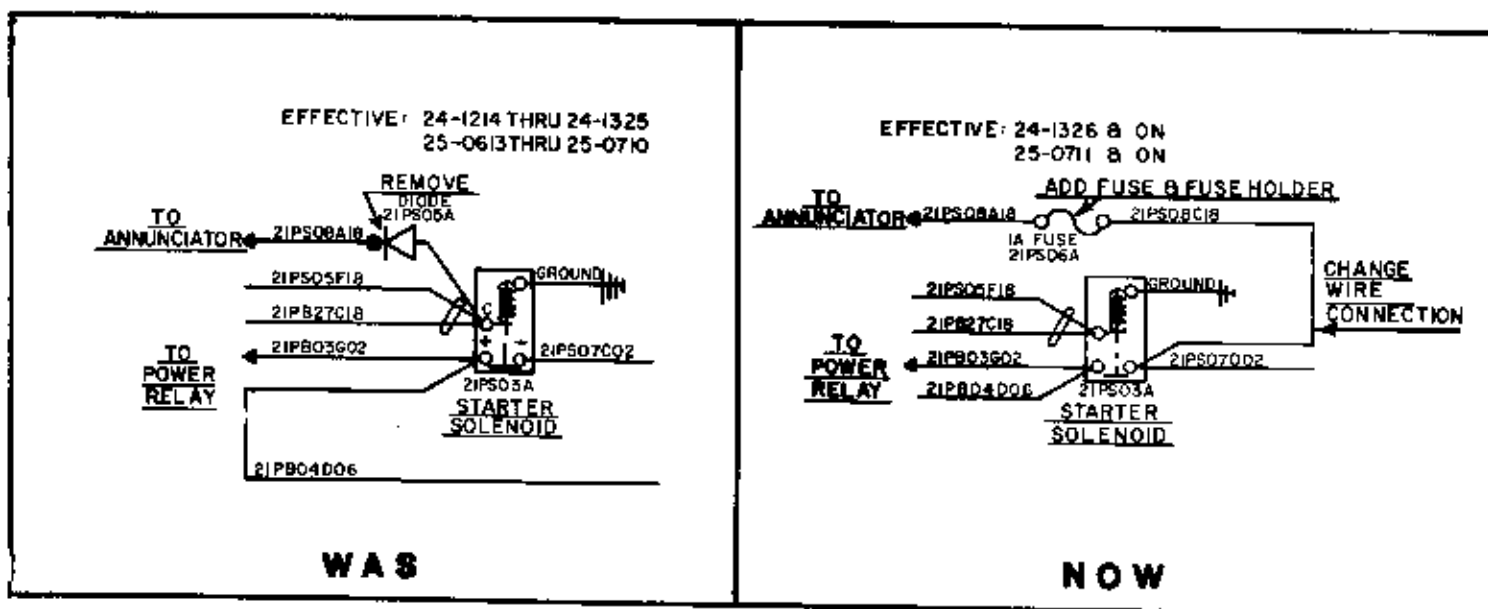 EFFECTIVE: 24-1214 THRU 24-1325
25-0613 THRU 25-0710
REMOVE
DIODE
21PS05A
TO
ANNUNCIATOR
21PS08A18
21PS05F18
GROUND
C
21PB27C18
+ -
TO
POWER
RELAY
21PB03G02
21PS07C02
21PS03A
STARTER
SOLENOID
21PB04D06
WAS
EFFECTIVE: 24-1326 & ON
25-0711 & ON
ADD FUSE & FUSE HOLDER
TO
ANNUNCIATOR
21PS08A18
21PS08C18
1A FUSE
21PS06A
CHANGE
WIRE
CONNECTION
21PS05F18
GROUND
21PB27C18
TO
POWER
RELAY
21PB03G02
21PB04D06
21PS03A
STARTER
SOLENOID
NOW